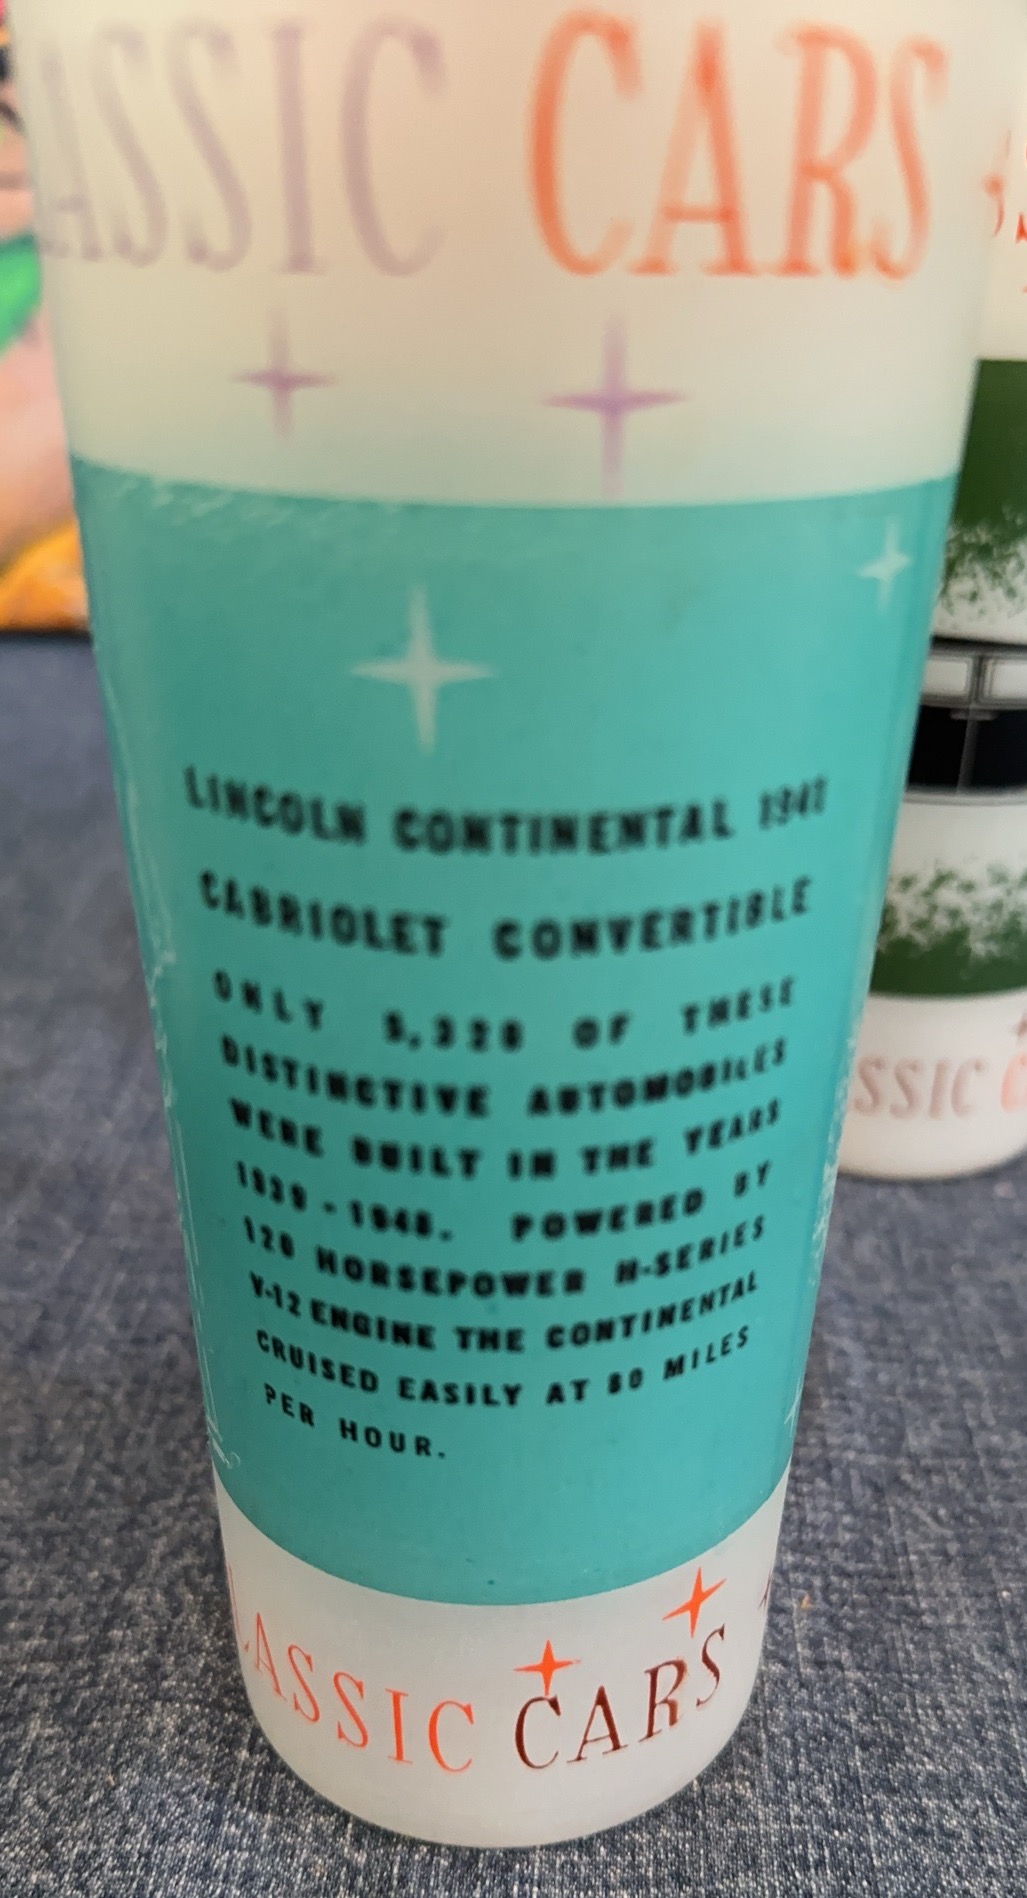 ASSIC CARS
LINCOLN CONTINENTAL 1941
CABRIOLET CONVERTIBLE
ONLY 5,320 OF THESE
DISTINCTIVE AUTOMOBILES
WERE BUILT IN THE YEARS
1939-1948. POWERED BY
120 HORSEPOWER H-SERIES
V-12 ENGINE THE CONTINENTAL
CRUISED EASILY AT 80 MILES
PER HOUR.
LASSIC CARS
SSIC C